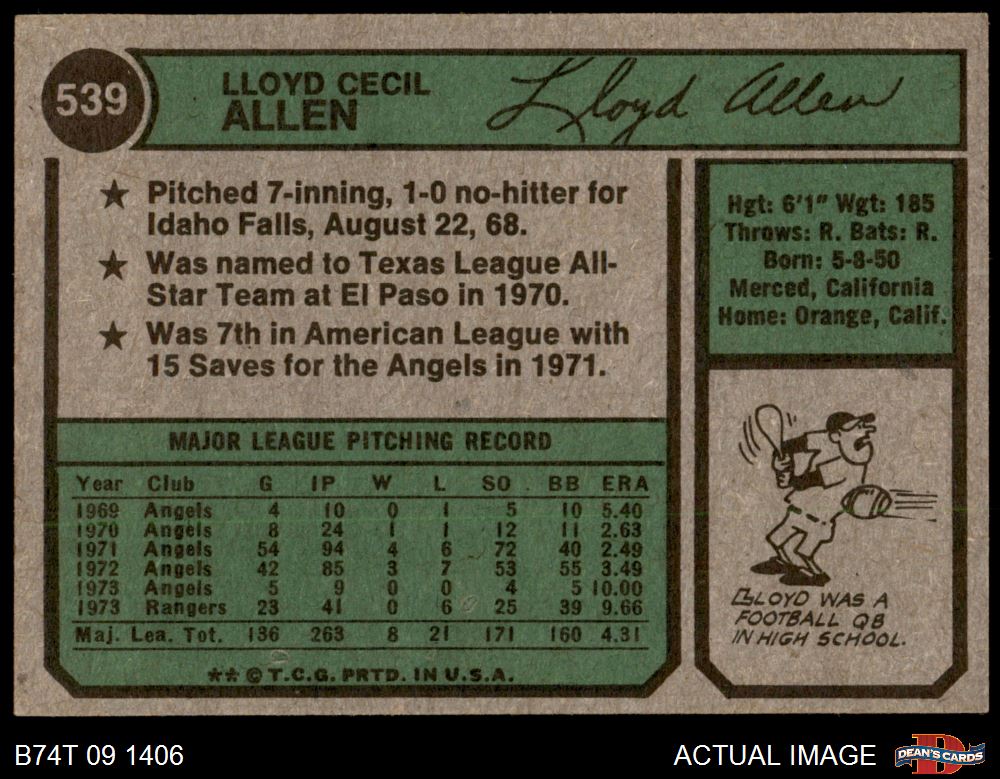 539
LLOYD CECIL
ALLEN
Lloyd Allen
★ Pitched 7-inning, 1-0 no-hitter for
Idaho Falls, August 22, 68.
★ Was named to Texas League All-
Star Team at El Paso in 1970.
★ Was 7th in American League with
15 Saves for the Angels in 1971.
Hgt: 6'1" Wgt: 185
Throws: R. Bats: R.
Born: 5-8-50
Merced, California
Home: Orange, Calif.
MAJOR LEAGUE PITCHING RECORD
Year Club G IP W L SO BB ERA
1969 Angels 4 10 0 1 5 10 5.40
1970 Angels 8 24 1 1 12 11 2.63
1971 Angels 54 94 4 6 72 40 2.49
1972 Angels 42 85 3 7 53 55 3.49
1973 Angels 5 9 0 0 4 5 10.00
1973 Rangers 23 41 0 6 25 39 9.66
Maj. Lea. Tot. 136 263 8 21 171 160 4.31
** © T.C.G. PRTD. IN U.S.A.
LLOYD WAS A
FOOTBALL QB
IN HIGH SCHOOL.
B74T 09 1406
ACTUAL IMAGE
D
DEAN'S CARDS